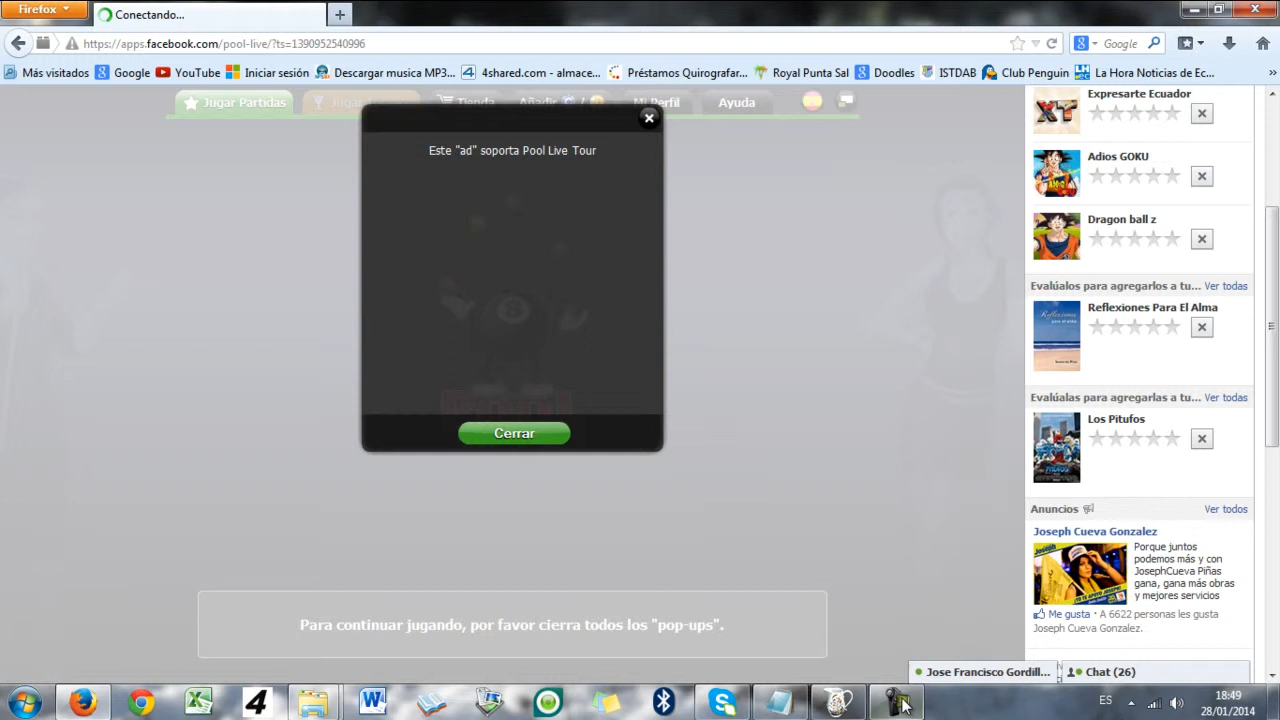 Firefox
Conectando...
https://apps.facebook.com/pool-live/?ts=1390952540996
Google
Más visitados
Google
YouTube
Iniciar sesión
Descargar musica MP3...
4shared.com - almace...
Préstamos Quirografar...
Royal Punta Sal
Doodles
ISTDAB
Club Penguin
La Hora Noticias de Ec...
Jugar Partidas
Jugar
Tienda
Añadir
Mi Perfil
Ayuda
Este "ad" soporta Pool Live Tour
Cerrar
Para continuar jugando, por favor cierra todos los "pop-ups".
Expresarte Ecuador
Adios GOKU
Dragon ball z
Evalúalos para agregarlos a tu... Ver todas
Reflexiones Para El Alma
Evalúalas para agregarlas a tu... Ver todas
Los Pitufos
Anuncios Ver todos
Joseph Cueva Gonzalez
Porque juntos
podemos más y con
JosephCueva Piñas
gana, gana más obras
y mejores servicios
Me gusta · A 6622 personas les gusta
Joseph Cueva Gonzalez.
Jose Francisco Gordill...
Chat (26)
ES
18:49
28/01/2014